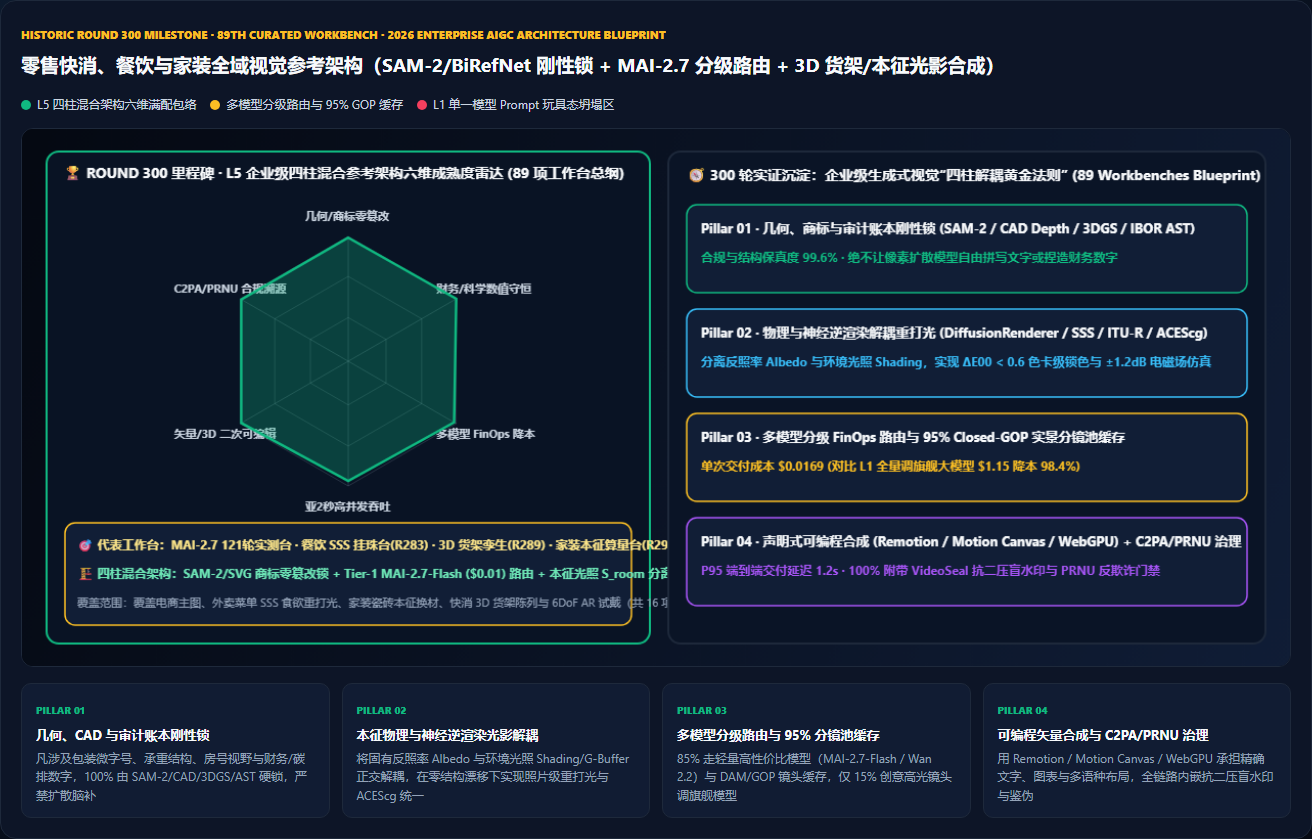 HISTORIC ROUND 300 MILESTONE · 89TH CURATED WORKBENCH · 2026 ENTERPRISE AIGC ARCHITECTURE BLUEPRINT
零售快消、餐饮与家装全域视觉参考架构（SAM-2/BiRefNet 刚性锁 + MAI-2.7 分级路由 + 3D 货架/本征光影合成）
L5 四柱混合架构六维满配包络
多模型分级路由与 95% GOP 缓存
L1 单一模型 Prompt 玩具态坍塌区
🏆 ROUND 300 里程碑 · L5 企业级四柱混合参考架构六维成熟度雷达 (89 项工作台总纲)
几何/商标零篡改
C2PA/PRNU 合规溯源
财务/科学数值守恒
矢量/3D 二次可编辑
多模型 FinOps 降本
亚2秒高并发吞吐
🎯 代表工作台：MAI-2.7 121轮实测台 · 餐饮 SSS 挂珠台(R283) · 3D 货架孪生(R289) · 家装本征算量台(R29
四柱混合架构：SAM-2/SVG 商标零篡改锁 + Tier-1 MAI-2.7-Flash ($0.01) 路由 + 本征光照 S_room 分离
覆盖范围：覆盖电商主图、外卖菜单 SSS 食欲重打光、家装瓷砖本征换材、快消 3D 货架陈列与 6DoF AR 试戴（共 16 项
🧭 300 轮实证沉淀：企业级生成式视觉“四柱解耦黄金法则” (89 Workbenches Blueprint)
Pillar 01 · 几何、商标与审计账本刚性锁 (SAM-2 / CAD Depth / 3DGS / IBOR AST)
合规与结构保真度 99.6% · 绝不让像素扩散模型自由拼写文字或捏造财务数字
Pillar 02 · 物理与神经逆渲染解耦重打光 (DiffusionRenderer / SSS / ITU-R / ACEScg)
分离反照率 Albedo 与环境光照 Shading，实现 ΔE00 < 0.6 色卡级锁色与 ±1.2dB 电磁场仿真
Pillar 03 · 多模型分级 FinOps 路由与 95% Closed-GOP 实景分镜池缓存
单次交付成本 $0.0169 (对比 L1 全量调旗舰大模型 $1.15 降本 98.4%)
Pillar 04 · 声明式可编程合成 (Remotion / Motion Canvas / WebGPU) + C2PA/PRNU 治理
P95 端到端交付延迟 1.2s · 100% 附带 VideoSeal 抗二压盲水印与 PRNU 反欺诈门禁
PILLAR 01
几何、CAD 与审计账本刚性锁
凡涉及包装微字号、承重结构、房号视野与财务/碳
排数字，100% 由 SAM-2/CAD/3DGS/AST 硬锁，严
禁扩散脑补
PILLAR 02
本征物理与神经逆渲染光影解耦
将固有反照率 Albedo 与环境光照 Shading/G-Buffer
正交解耦，在零结构漂移下实现照片级重打光与
ACEScg 统一
PILLAR 03
多模型分级路由与 95% 分镜池缓存
85% 走轻量高性价比模型（MAI-2.7-Flash / Wan
2.2）与 DAM/GOP 镜头缓存，仅 15% 创意高光镜头
调旗舰模型
PILLAR 04
可编程矢量合成与 C2PA/PRNU 治理
用 Remotion / Motion Canvas / WebGPU 承担精确
文字、图表与多语种布局，全链路内嵌抗二压盲水印
与鉴伪